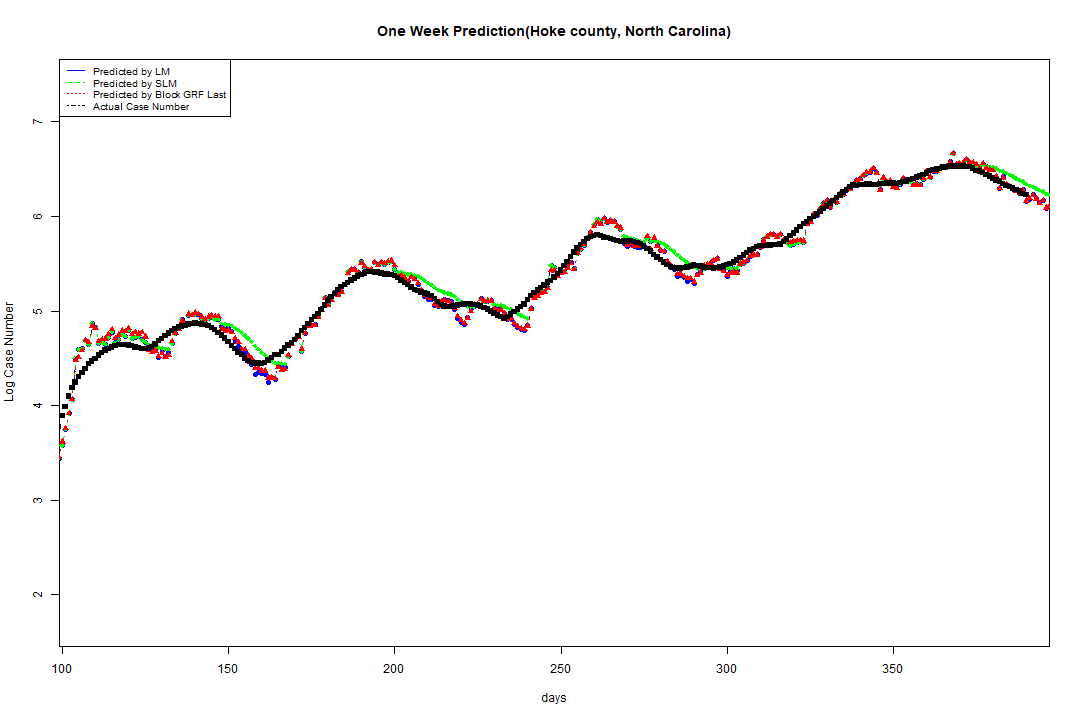 One Week Prediction(Hoke county, North Carolina)
Predicted by LM
Predicted by SLM
Predicted by Block GRF Last
Actual Case Number
Log Case Number
7
6
5
4
3
2
100 150 200 250 300 350
days